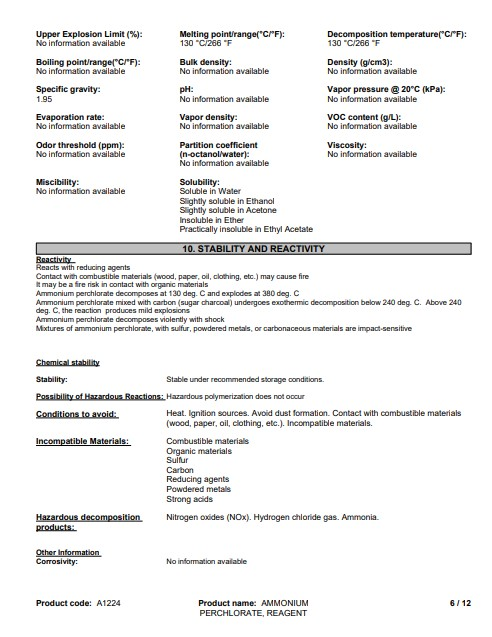 Upper Explosion Limit (%):
No information available
Melting point/range(°C/°F):
130 °C/266 °F
Decomposition temperature(°C/°F):
130 °C/266 °F
Boiling point/range(°C/°F):
No information available
Bulk density:
No information available
Density (g/cm3):
No information available
Specific gravity:
1.95
pH:
No information available
Vapor pressure @ 20°C (kPa):
No information available
Evaporation rate:
No information available
Vapor density:
No information available
VOC content (g/L):
No information available
Odor threshold (ppm):
No information available
Partition coefficient
(n-octanol/water):
No information available
Viscosity:
No information available
Miscibility:
No information available
Solubility:
Soluble in Water
Slightly soluble in Ethanol
Slightly soluble in Acetone
Insoluble in Ether
Practically insoluble in Ethyl Acetate
10. STABILITY AND REACTIVITY
Reactivity
Reacts with reducing agents
Contact with combustible materials (wood, paper, oil, clothing, etc.) may cause fire
It may be a fire risk in contact with organic materials
Ammonium perchlorate decomposes at 130 deg. C and explodes at 380 deg. C
Ammonium perchlorate mixed with carbon (sugar charcoal) undergoes exothermic decomposition below 240 deg. C. Above 240
deg. C, the reaction produces mild explosions
Ammonium perchlorate decomposes violently with shock
Mixtures of ammonium perchlorate, with sulfur, powdered metals, or carbonaceous materials are impact-sensitive
Chemical stability
Stability: Stable under recommended storage conditions.
Possibility of Hazardous Reactions: Hazardous polymerization does not occur
Conditions to avoid: Heat. Ignition sources. Avoid dust formation. Contact with combustible materials
(wood, paper, oil, clothing, etc.). Incompatible materials.
Incompatible Materials: Combustible materials
Organic materials
Sulfur
Carbon
Reducing agents
Powdered metals
Strong acids
Hazardous decomposition
products:
Nitrogen oxides (NOx). Hydrogen chloride gas. Ammonia.
Other Information
Corrosivity: No information available
Product code: A1224
Product name: AMMONIUM
PERCHLORATE, REAGENT
6 / 12